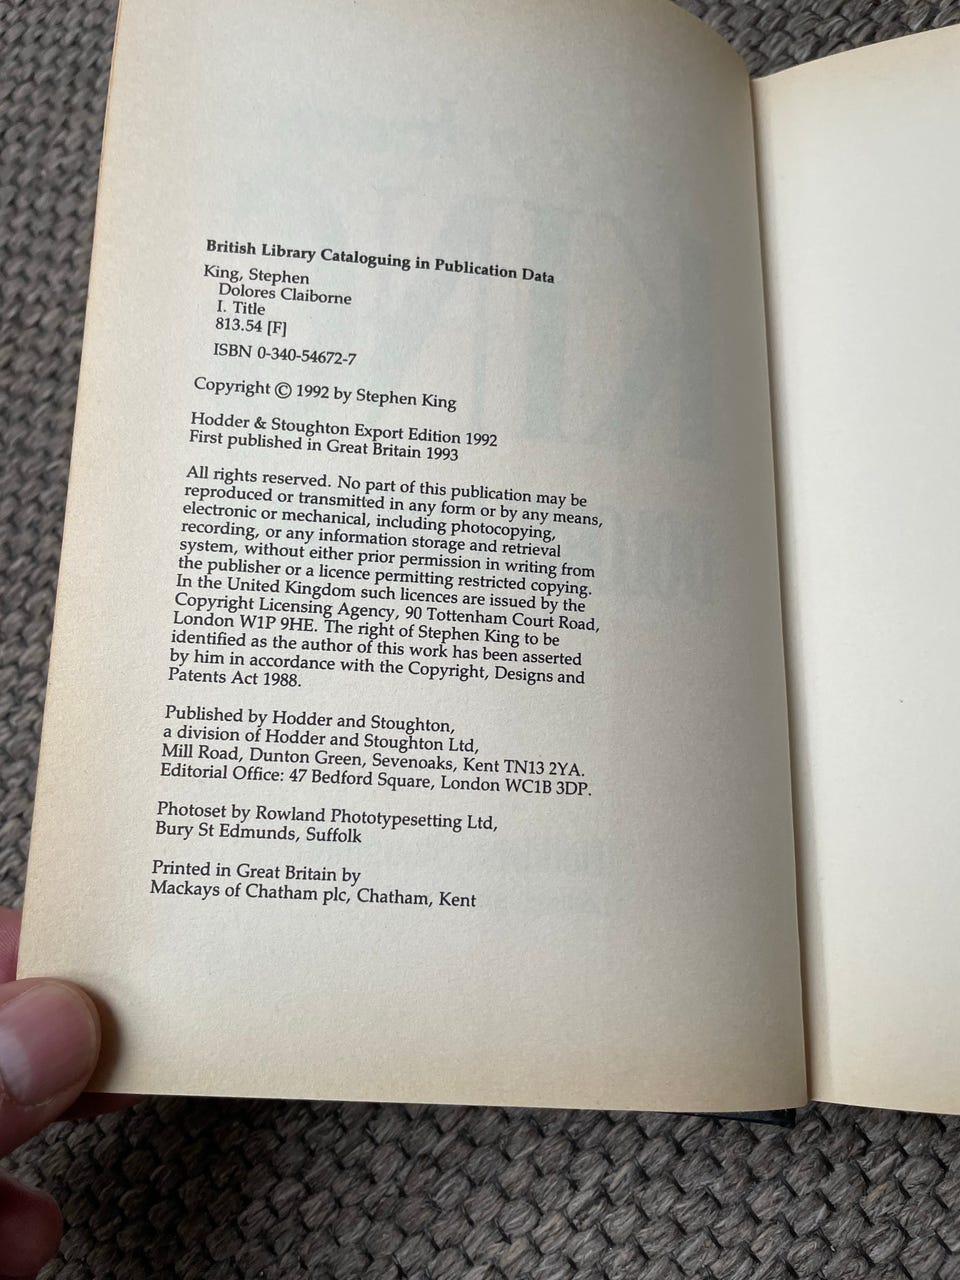 British Library Cataloguing in Publication Data
King, Stephen
Dolores Claiborne
I. Title
813.54 [F]
ISBN 0-340-54672-7
Copyright © 1992 by Stephen King
Hodder & Stoughton Export Edition 1992
First published in Great Britain 1993
All rights reserved. No part of this publication may be
reproduced or transmitted in any form or by any means,
electronic or mechanical, including photocopying,
recording, or any information storage and retrieval
system, without either prior permission in writing from
the publisher or a licence permitting restricted copying.
In the United Kingdom such licences are issued by the
Copyright Licensing Agency, 90 Tottenham Court Road,
London W1P 9HE. The right of Stephen King to be
identified as the author of this work has been asserted
by him in accordance with the Copyright, Designs and
Patents Act 1988.
Published by Hodder and Stoughton,
a division of Hodder and Stoughton Ltd,
Mill Road, Dunton Green, Sevenoaks, Kent TN13 2YA.
Editorial Office: 47 Bedford Square, London WC1B 3DP.
Photoset by Rowland Phototypesetting Ltd,
Bury St Edmunds, Suffolk
Printed in Great Britain by
Mackays of Chatham plc, Chatham, Kent